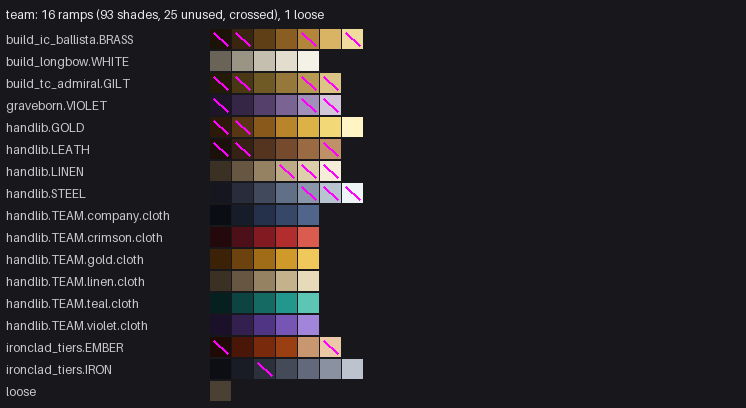 team: 16 ramps (93 shades, 25 unused, crossed), 1 loose
build_ic_ballista.BRASS
build_longbow.WHITE
build_tc_admiral.GILT
graveborn.VIOLET
handlib.GOLD
handlib.LEATH
handlib.LINEN
handlib.STEEL
handlib.TEAM.company.cloth
handlib.TEAM.crimson.cloth
handlib.TEAM.gold.cloth
handlib.TEAM.linen.cloth
handlib.TEAM.teal.cloth
handlib.TEAM.violet.cloth
ironclad_tiers.EMBER
ironclad_tiers.IRON
loose